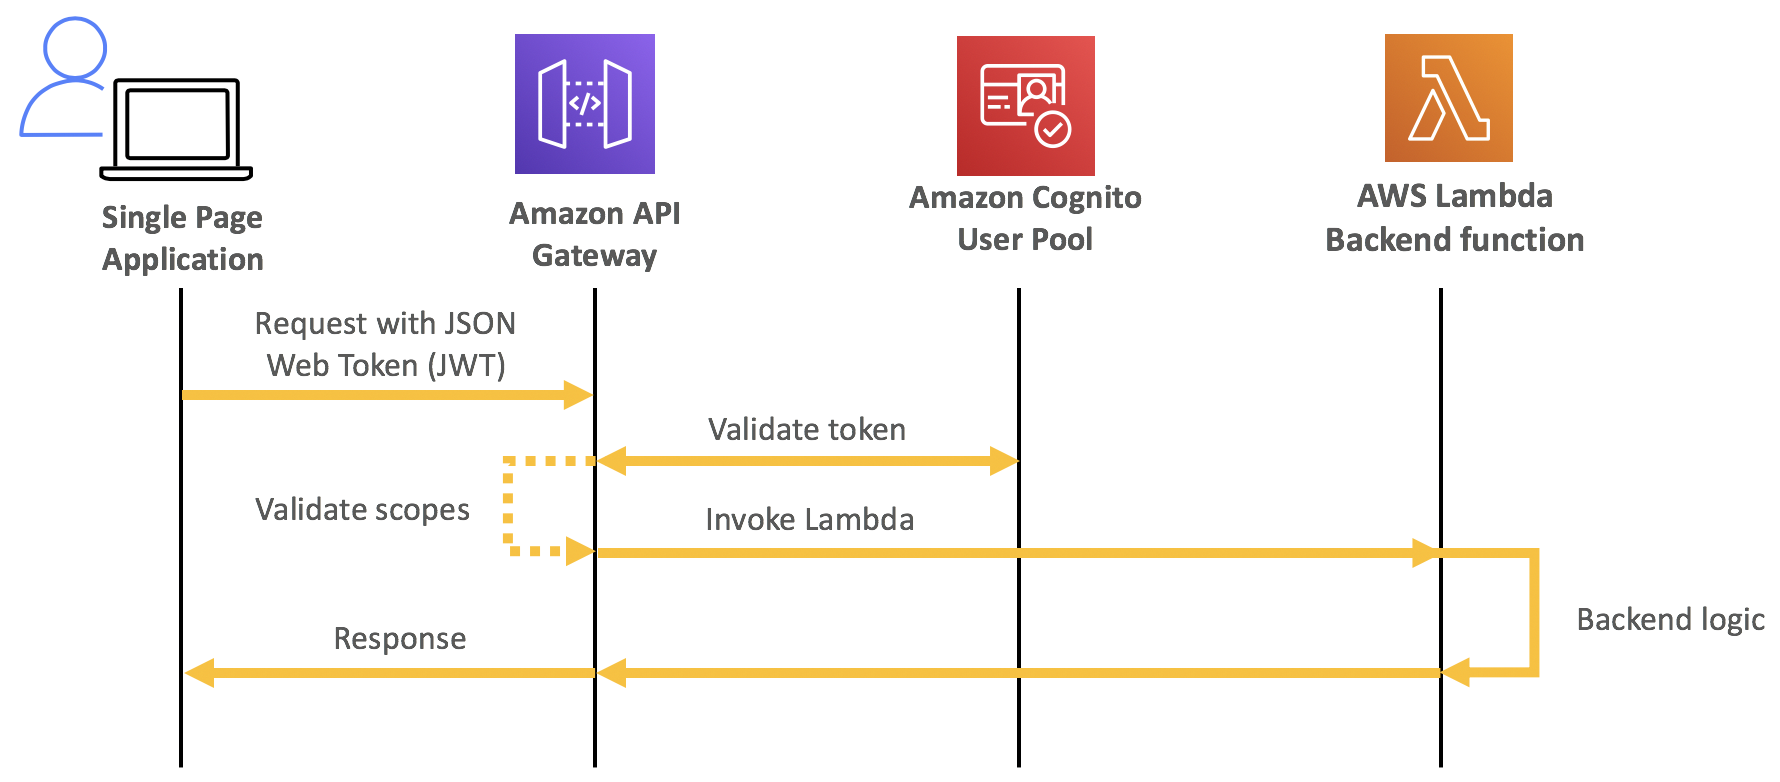 Single Page
Application
Amazon API
Gateway
Amazon Cognito
User Pool
AWS Lambda
Backend function
Request with JSON
Web Token (JWT)
Validate token
Validate scopes
Invoke Lambda
Backend logic
Response